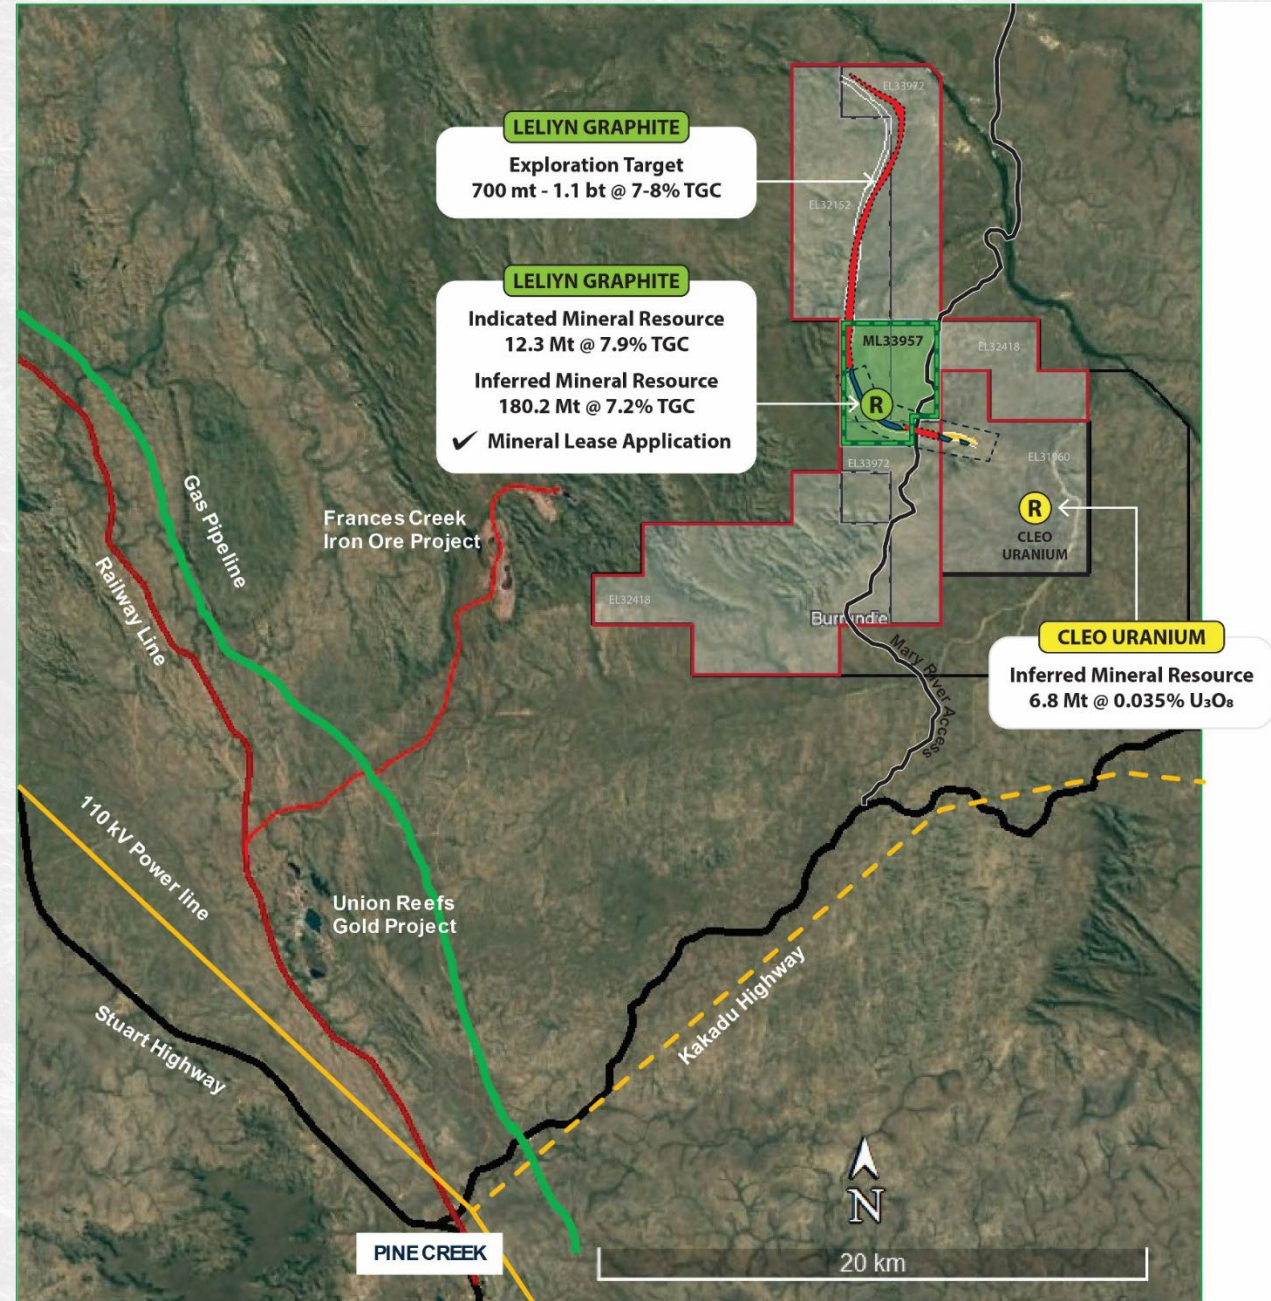 EL33972
LELIYN GRAPHITE
Exploration Target
700 mt - 1.1 bt @ 7-8% TGC
EL32152
LELIYN GRAPHITE
Indicated Mineral Resource
12.3 Mt @ 7.9% TGC
Inferred Mineral Resource
180.2 Mt @ 7.2% TGC
✓ Mineral Lease Application
ML33957
EL32418
R
EL33972
EL31960
R
CLEO
URANIUM
Gas Pipeline
Frances Creek
Iron Ore Project
Railway Line
EL32418
Burrundie
Mary River Access
CLEO URANIUM
Inferred Mineral Resource
6.8 Mt @ 0.035% U₃O₈
110 kV Power line
Union Reefs
Gold Project
Kakadu Highway
Stuart Highway
N
PINE CREEK
20 km